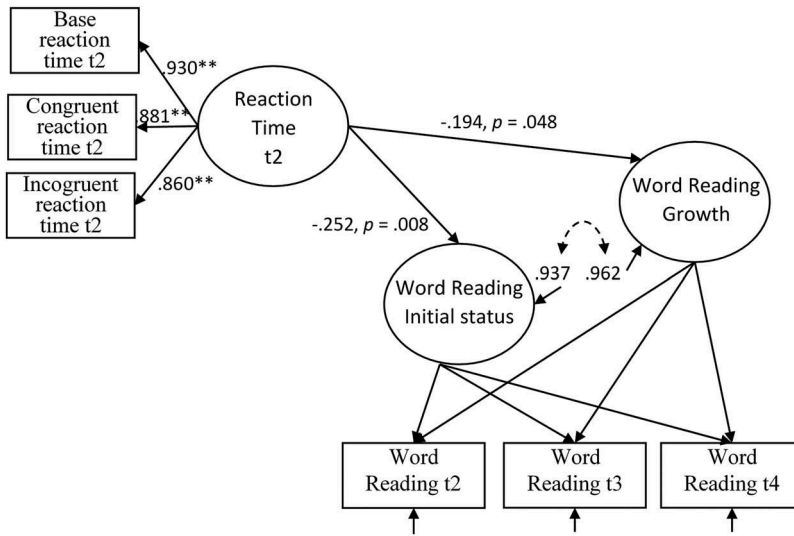 Base
reaction
time t2
.930**
Congruent
reaction
time t2
.881**
Incogruent
reaction
time t2
.860**
Reaction
Time
t2
-.194, p = .048
-.252, p = .008
Word Reading
Growth
Word Reading
Initial status
.937 .962
Word
Reading t2
Word
Reading t3
Word
Reading t4